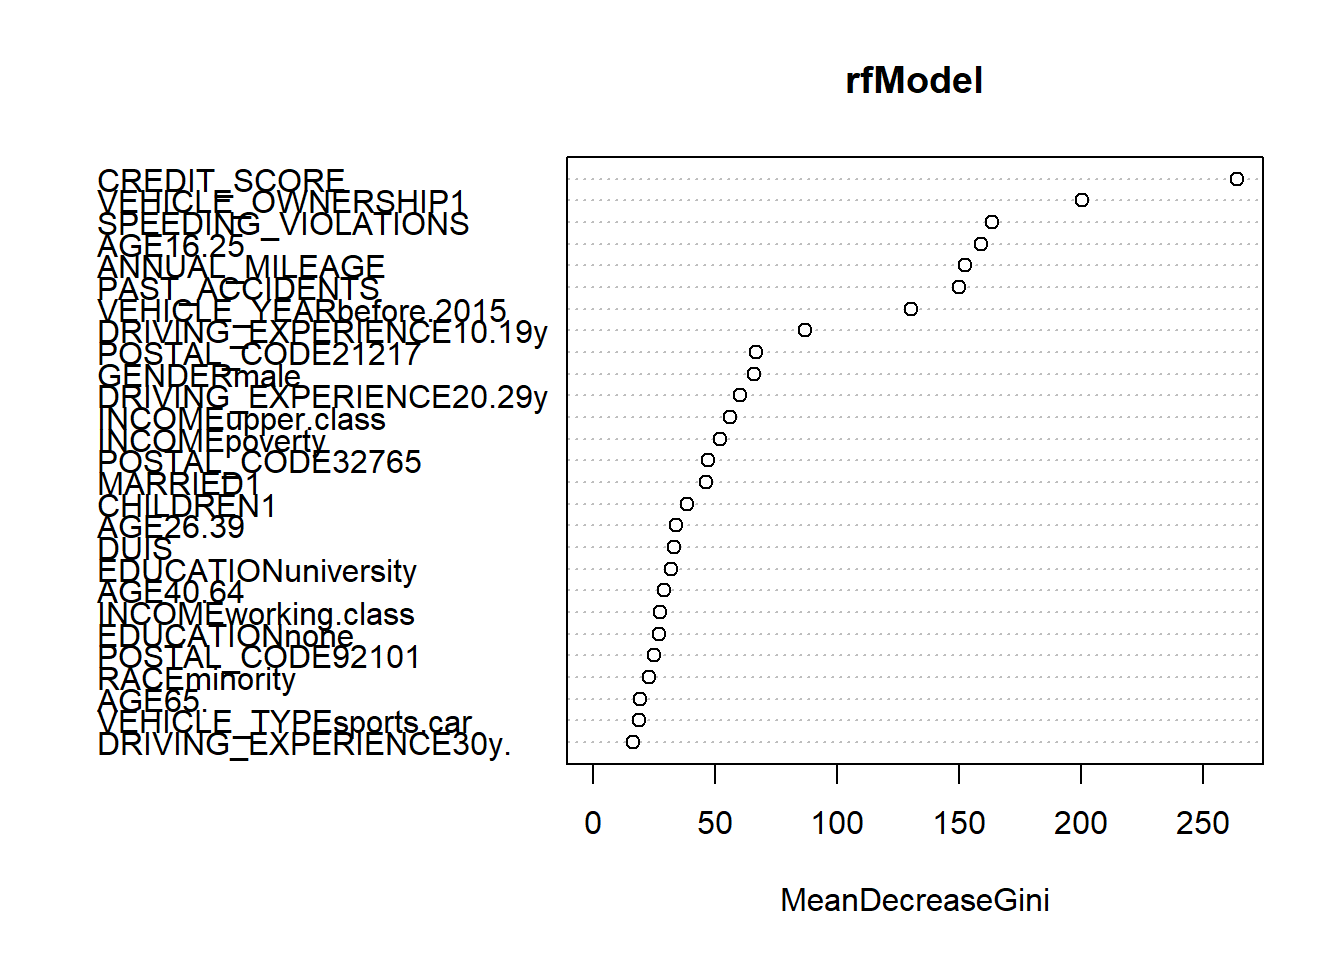 rfModel
CREDIT_SCORE
VEHICLE_OWNERSHIP1
SPEEDING_VIOLATIONS
AGE16.25
ANNUAL_MILEAGE
PAST_ACCIDENTS
VEHICLE_YEARbefore.2015
DRIVING_EXPERIENCE10.19y
POSTAL_CODE21217
GENDERmale
DRIVING_EXPERIENCE20.29y
INCOMEupper.class
INCOMEpoverty
POSTAL_CODE32765
MARRIED1
CHILDREN1
AGE26.39
DUIS
EDUCATIONuniversity
AGE40.64
INCOMEworking.class
EDUCATIONnone
POSTAL_CODE92101
RACEminority
AGE65.
VEHICLE_TYPEsports.car
DRIVING_EXPERIENCE30y.
0 50 100 150 200 250
MeanDecreaseGini